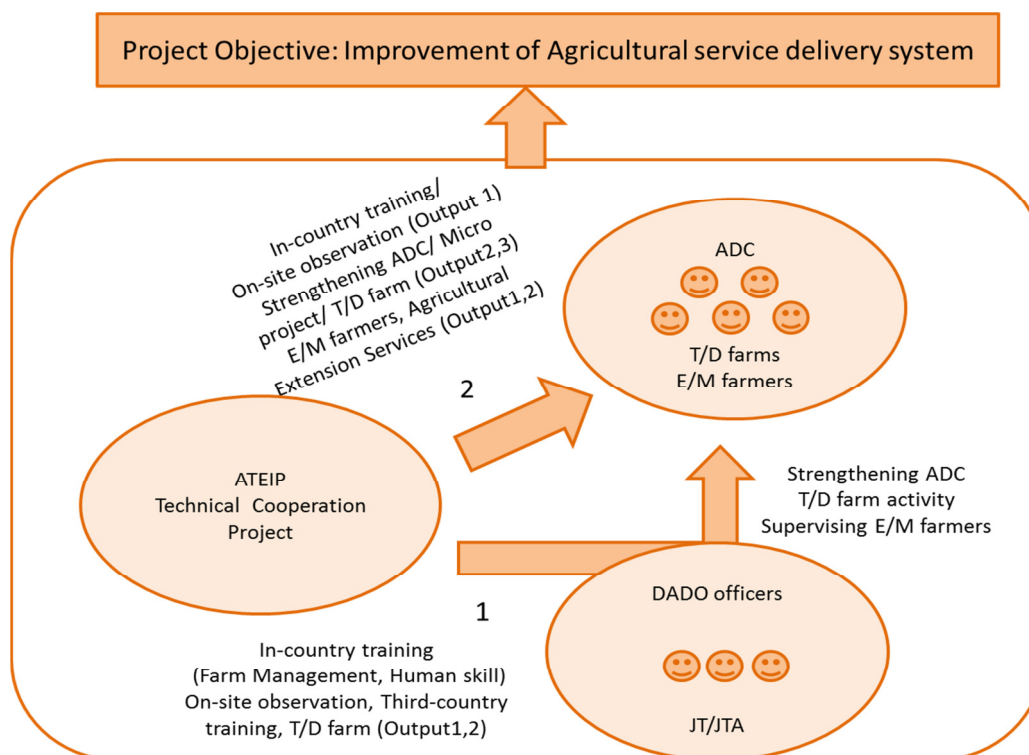 Project Objective: Improvement of Agricultural service delivery system
In-country training/
On-site observation (Output 1)
Strengthening ADC/ Micro
project/ T/D farm (Output2,3)
E/M farmers, Agricultural
Extension Services (Output1,2)
ADC
T/D farms
E/M farmers
2
ATEIP
Technical Cooperation
Project
Strengthening ADC
T/D farm activity
Supervising E/M farmers
1
DADO officers
JT/JTA
In-country training
(Farm Management, Human skill)
On-site observation, Third-country
training, T/D farm (Output1,2)